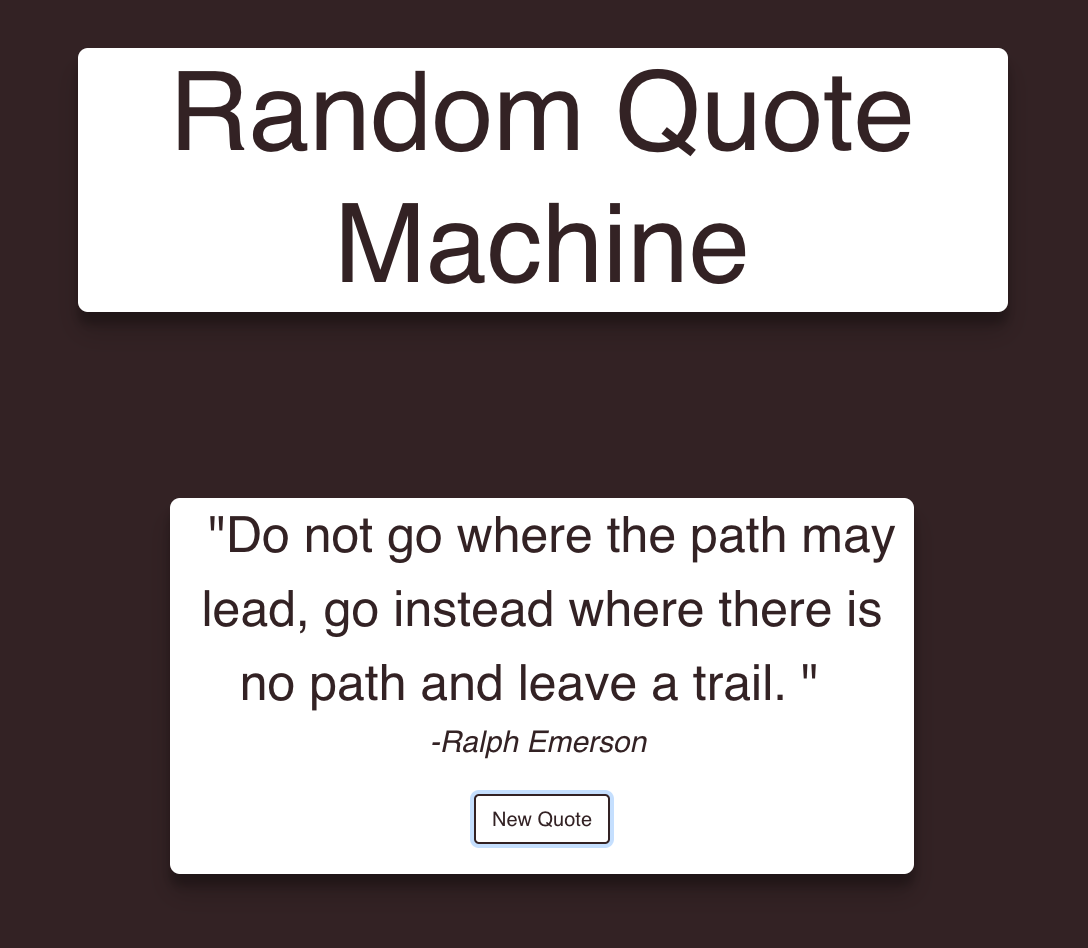 Random Quote
Machine
"Do not go where the path may
lead, go instead where there is
no path and leave a trail. "
-Ralph Emerson
New Quote